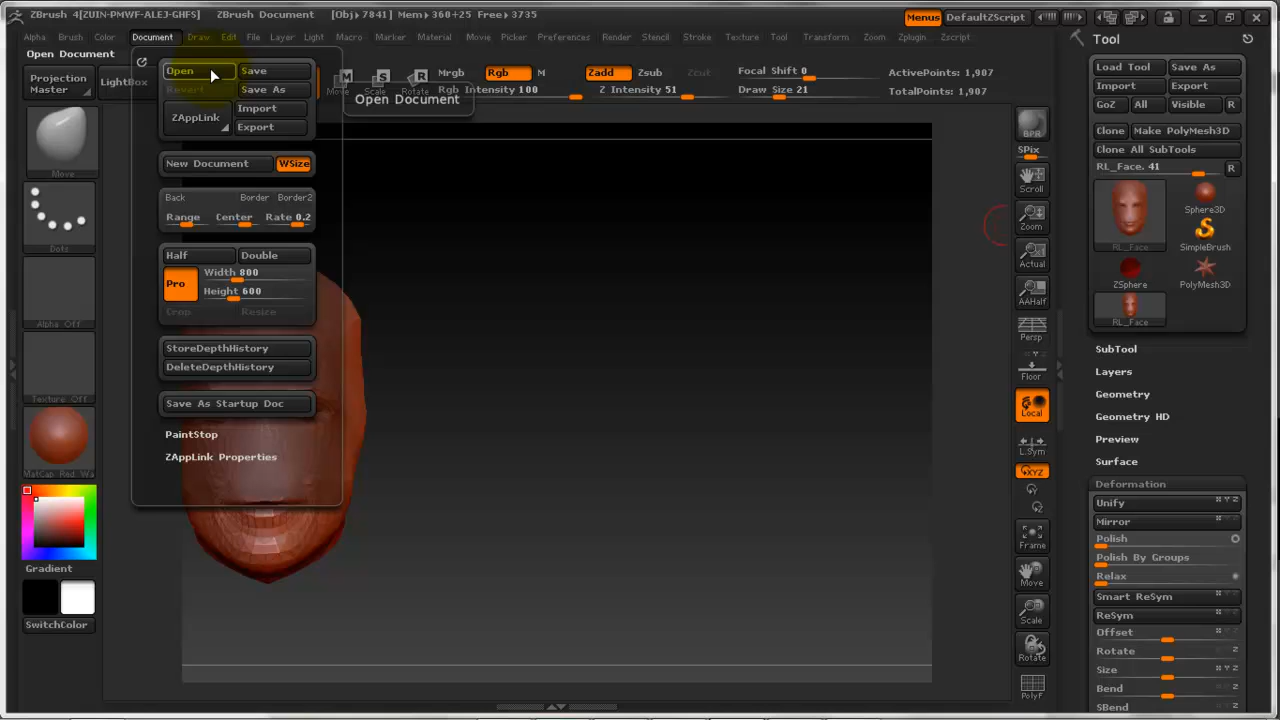 ZBrush 4[ZUIN-PMWF-ALEJ-GHFS]
ZBrush Document
[Obj▸7841] Mem▸360+25 Free▸3735
Menus
DefaultZScript
Alpha
Brush
Color
Document
Draw
Edit
File
Layer
Light
Macro
Marker
Material
Movie
Picker
Preferences
Render
Stencil
Stroke
Texture
Tool
Transform
Zoom
Zplugin
Zscript
Open Document
Projection
Master
LightBox
Open
Save
Revert
Save As
ZAppLink
Import
Export
Open Document
M
Move
S
Scale
R
Rotate
Mrgb
Rgb
M
Rgb Intensity 100
Zadd
Zsub
Zcut
Z Intensity 51
Focal Shift 0
Draw Size 21
ActivePoints: 1,907
TotalPoints: 1,907
New Document
WSize
Back
Border
Border2
Range
Center
Rate 0.2
Half
Double
Pro
Width 800
Height 600
Crop
Resize
StoreDepthHistory
DeleteDepthHistory
Save As Startup Doc
PaintStop
ZAppLink Properties
Move
Dots
Alpha Off
Texture Off
MatCap Red Wa
Gradient
SwitchColor
BPR
SPix
Scroll
Zoom
Actual
AAHalf
Persp
Floor
Local
L.Sym
XYZ
Y
Z
Frame
Move
Scale
Rotate
PolyF
Tool
Load Tool
Save As
Import
Export
GoZ
All
Visible
R
Clone
Make PolyMesh3D
Clone All SubTools
RL_Face. 41
R
RL_Face
Sphere3D
SimpleBrush
ZSphere
PolyMesh3D
RL_Face
SubTool
Layers
Geometry
Geometry HD
Preview
Surface
Deformation
Unify
X Y Z
Mirror
X Y Z
Polish
Polish By Groups
Relax
Smart ReSym
X Y Z
ReSym
X Y Z
Offset
X Y Z
Rotate
Z
Size
X Y Z
Bend
Z
SBend
Z